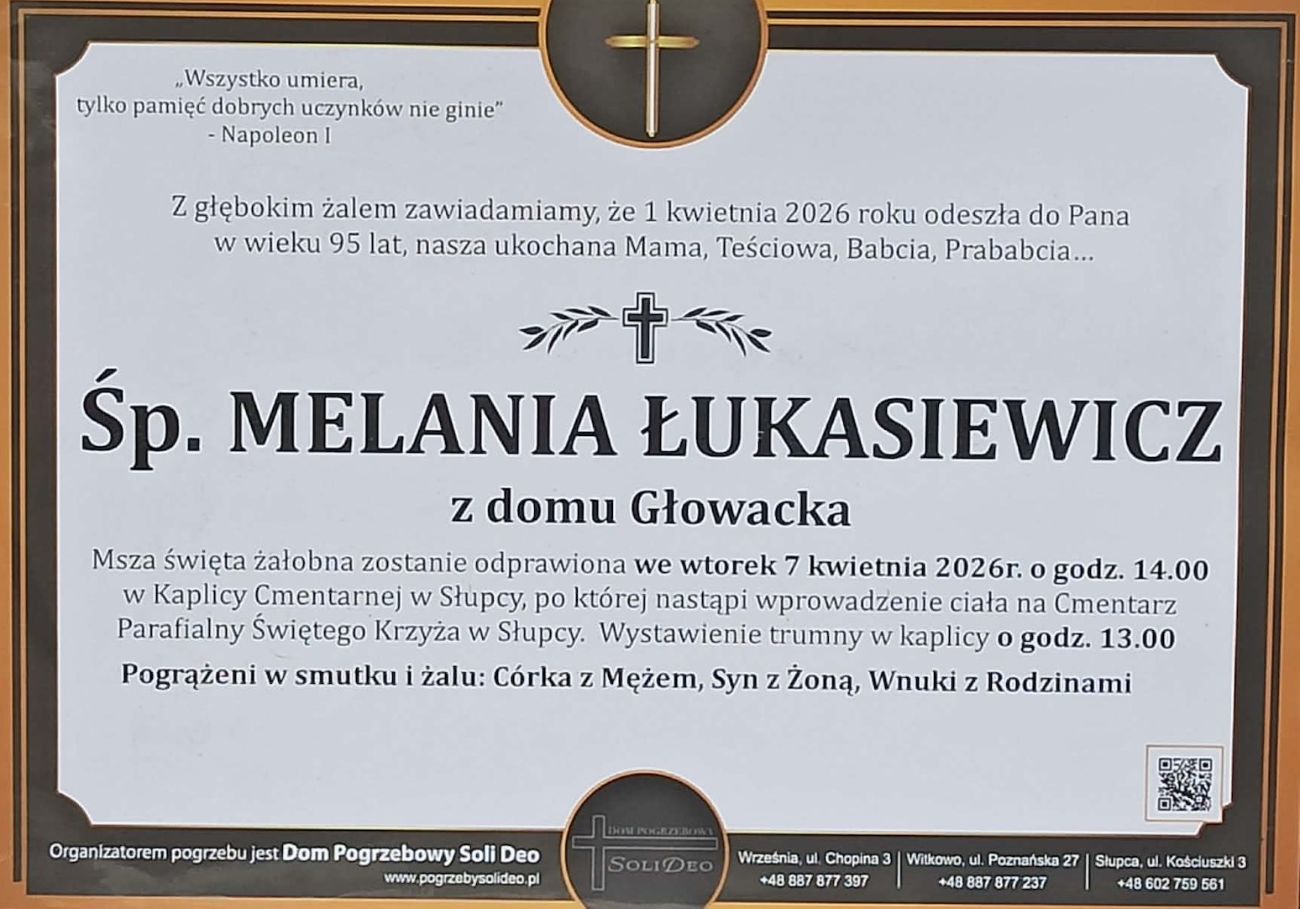 „Wszystko umiera,
tylko pamięć dobrych uczynków nie ginie”
- Napoleon I
Z głębokim żalem zawiadamiamy, że 1 kwietnia 2026 roku odeszła do Pana
w wieku 95 lat, nasza ukochana Mama, Teściowa, Babcia, Prababcia...
Śp. MELANIA ŁUKASIEWICZ
z domu Głowacka
Msza święta żałobna zostanie odprawiona we wtorek 7 kwietnia 2026r. o godz. 14.00
w Kaplicy Cmentarnej w Słupcy, po której nastąpi wprowadzenie ciała na Cmentarz
Parafialny Świętego Krzyża w Słupcy. Wystawienie trumny w kaplicy o godz. 13.00
Pogrążeni w smutku i żalu: Córka z Mężem, Syn z Żoną, Wnuki z Rodzinami
Organizatorem pogrzebu jest Dom Pogrzebowy Soli Deo
www.pogrzebysolideo.pl
DOM POGRZEBOWY
SOLI DEO
Września, ul. Chopina 3
+48 887 877 397
Witkowo, ul. Poznańska 27
+48 887 877 237
Słupca, ul. Kościuszki 3
+48 602 759 561